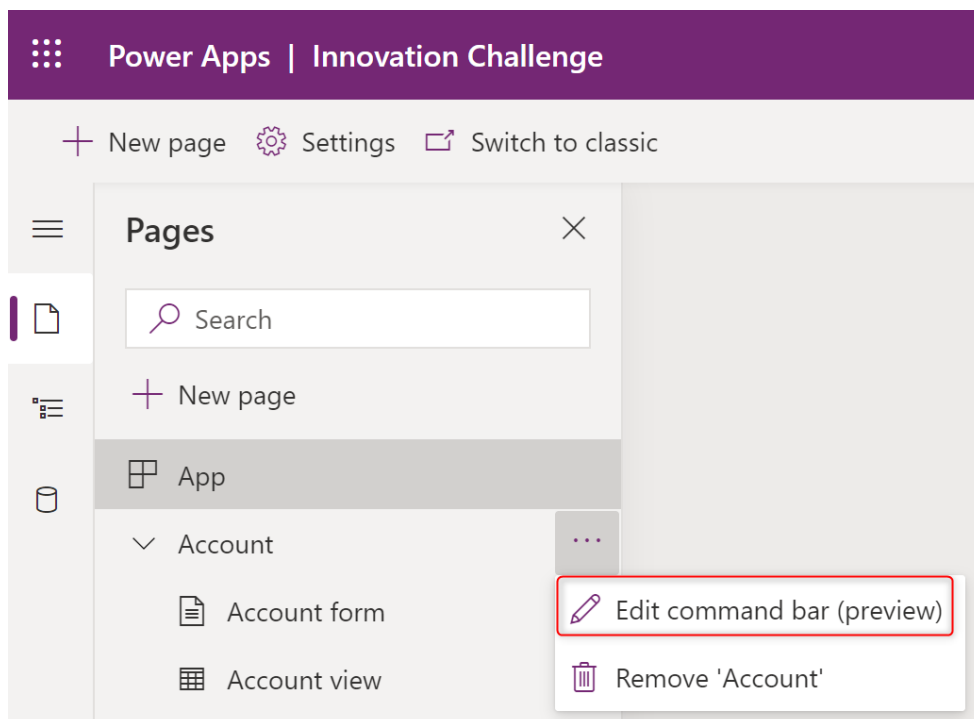 Power Apps | Innovation Challenge
New page Settings Switch to classic
Pages
Search
New page
App
Account
Account form
Edit command bar (preview)
Account view
Remove 'Account'